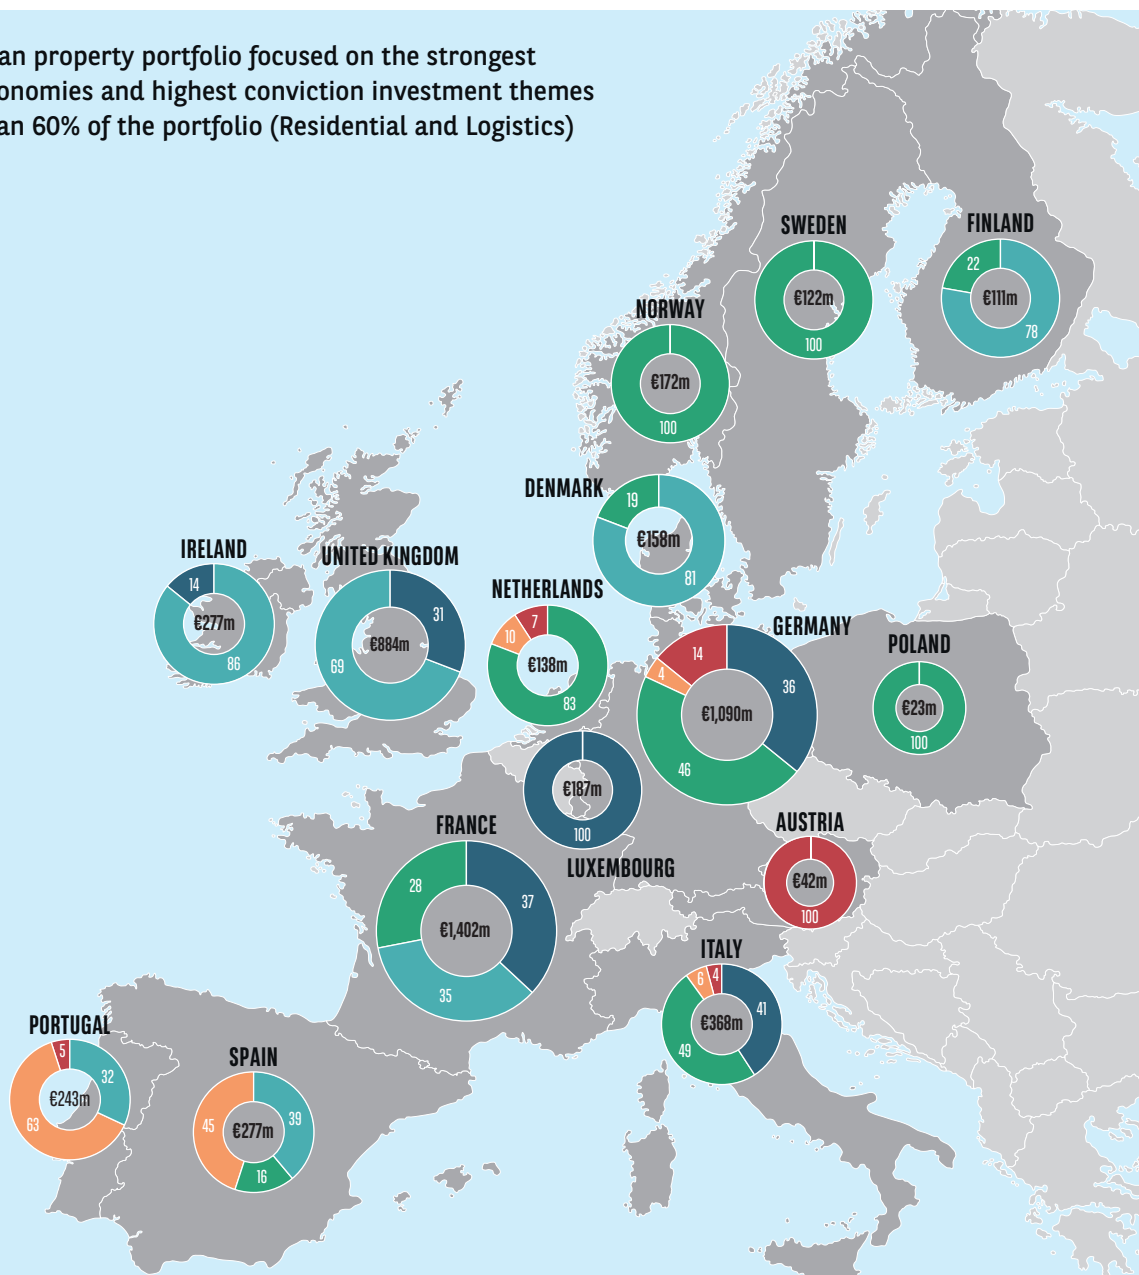 an property portfolio focused on the strongest
onomies and highest conviction investment themes
an 60% of the portfolio (Residential and Logistics)
SWEDEN
€122m
100
FINLAND
22
€111m
78
NORWAY
€172m
100
DENMARK
19
€158m
81
IRELAND
14
€277m
86
UNITED KINGDOM
31
€884m
69
NETHERLANDS
7
10
€138m
83
GERMANY
14
4
36
€1,090m
46
POLAND
€23m
100
€187m
100
LUXEMBOURG
FRANCE
28
37
€1,402m
35
AUSTRIA
€42m
100
ITALY
6
4
41
€368m
49
PORTUGAL
5
32
€243m
63
SPAIN
45
39
€277m
16